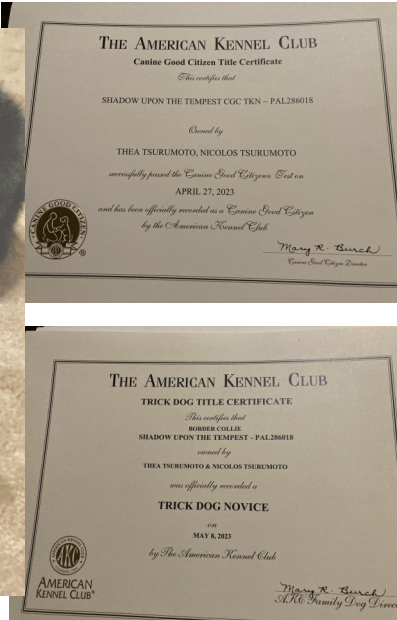 THE AMERICAN KENNEL CLUB
Canine Good Citizen Title Certificate
This certifies that
SHADOW UPON THE TEMPEST CGC TKN – PAL286018
Owned by
THEA TSURUMOTO, NICOLOS TSURUMOTO
successfully passed the Canine Good Citizens Test on
APRIL 27, 2023
and has been officially recorded as a Canine Good Citizen
by the American Kennel Club
CANINE GOOD CITIZEN
®
Mary R. Burch
Canine Good Citizen Director
THE AMERICAN KENNEL CLUB
TRICK DOG TITLE CERTIFICATE
This certifies that
BORDER COLLIE
SHADOW UPON THE TEMPEST – PAL286018
owned by
THEA TSURUMOTO & NICOLOS TSURUMOTO
was officially recorded a
TRICK DOG NOVICE
on
MAY 8, 2023
by The American Kennel Club
AKC
AMERICAN
KENNEL CLUB®
Mary R. Burch
AKC Family Dog Direc